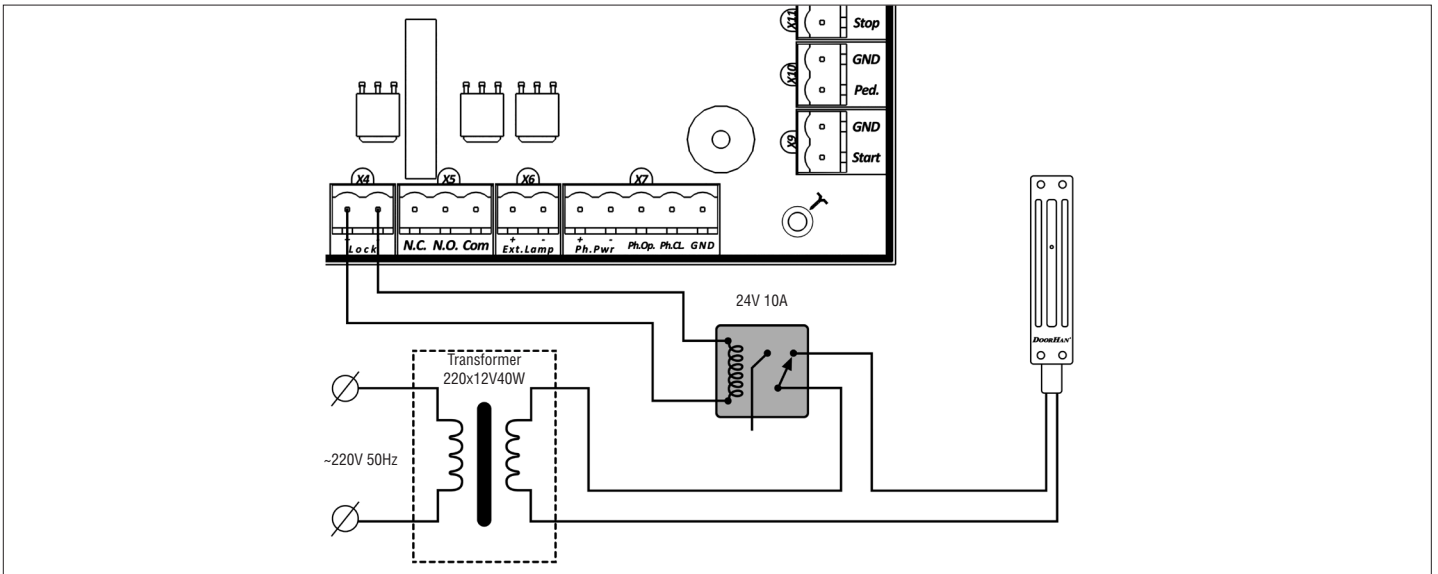 X11
Stop
X10
GND
Ped.
X9
GND
Start
X4
X5
X6
X7
+ -
Lock
N.C. N.O. Com
+ -
Ext.Lamp
+ -
Ph.Pwr
Ph.Op. Ph.CL. GND
24V 10A
DOORHAN®
Transformer
220x12V40W
~220V 50Hz